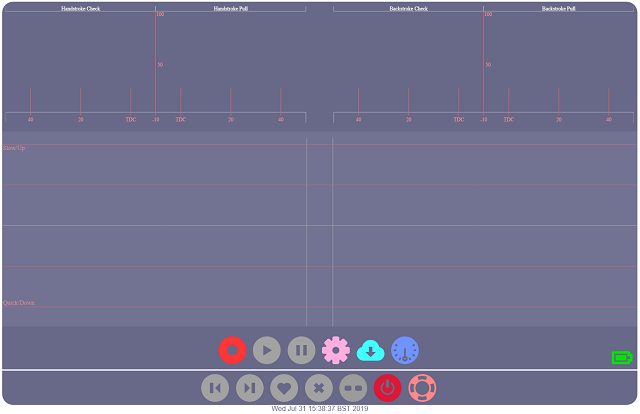 Handstroke Check Handstroke Pull Backstroke Check Backstroke Pull
100 100
50 50
40 20 TDC -10 TDC 20 40 40 20 TDC -10 TDC 20 40
Slow/Up
Quick/Down
Wed Jul 31 15:38:37 BST 2019